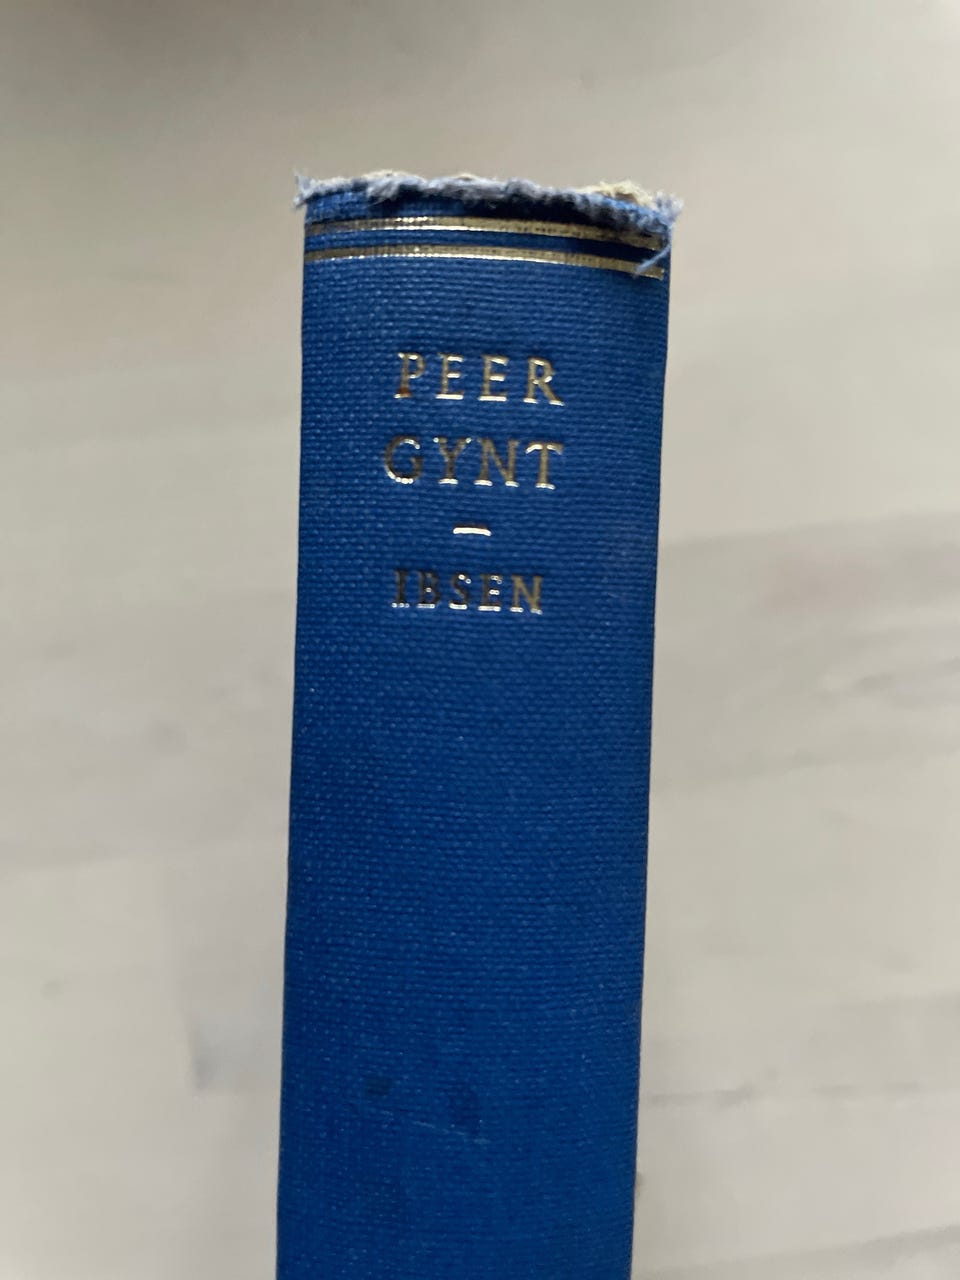 PEER
GYNT
—
IBSEN